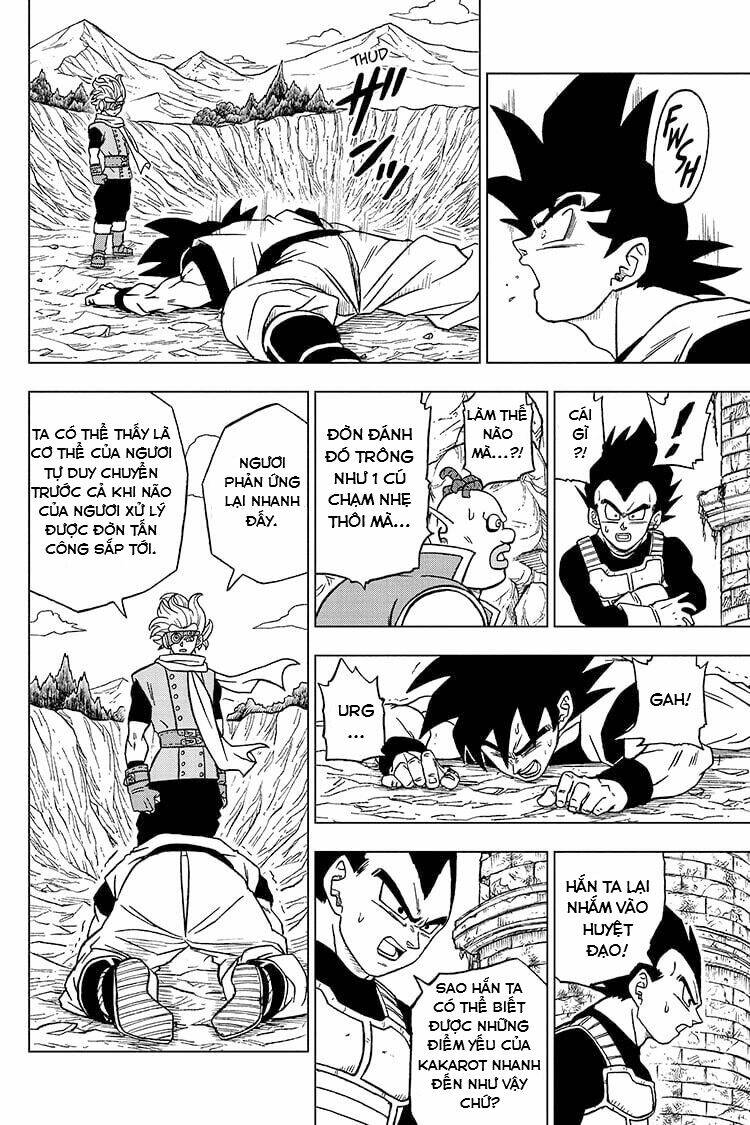 FWSH
THUD
CÁI
GÌ
?!
LÀM THẾ
NÀO
MÀ...?!
ĐÒN ĐÁNH
ĐÓ TRÔNG
NHƯ 1 CÚ
CHẠM NHẸ
THÔI MÀ...
GAH!
URG
...
HẮN TA LẠI
NHẮM VÀO
HUYỆT
ĐẠO!
SAO HẮN TA
CÓ THỂ BIẾT
ĐƯỢC NHỮNG
ĐIỂM YẾU CỦA
KAKAROT NHANH
ĐẾN NHƯ VẬY
CHỨ?
NGƯƠI
PHẢN ỨNG
LẠI NHANH
ĐẤY.
TA CÓ THỂ THẤY LÀ
CƠ THỂ CỦA NGƯƠI
TỰ DUY CHUYỂN
TRƯỚC CẢ KHI NÃO
CỦA NGƯƠI XỬ LÝ
ĐƯỢC ĐÒN TẤN
CÔNG SẮP TỚI.